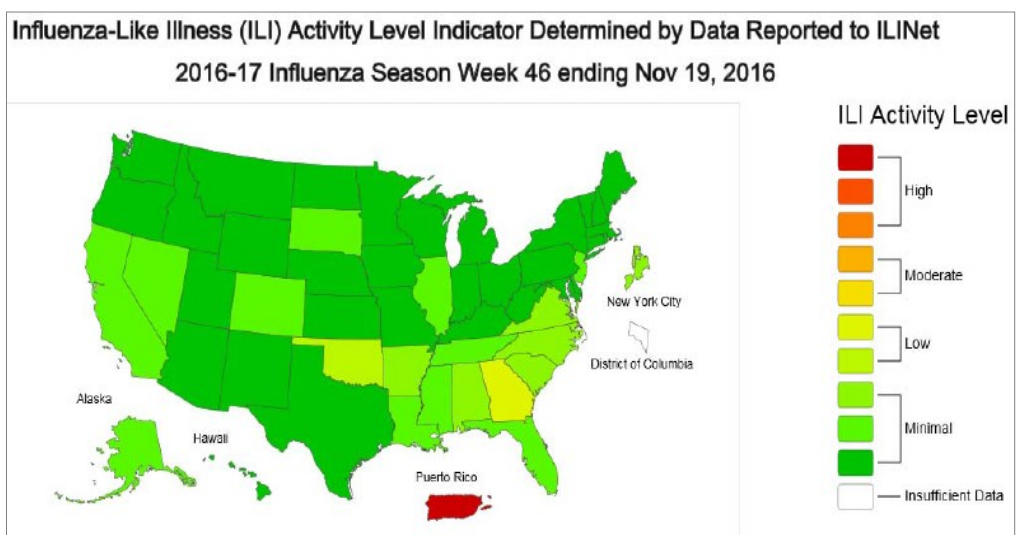 Influenza-Like Illness (ILI) Activity Level Indicator Determined by Data Reported to ILINet
2016-17 Influenza Season Week 46 ending Nov 19, 2016
ILI Activity Level
High
Moderate
Low
Minimal
Insufficient Data
New York City
District of Columbia
Alaska
Hawaii
Puerto Rico